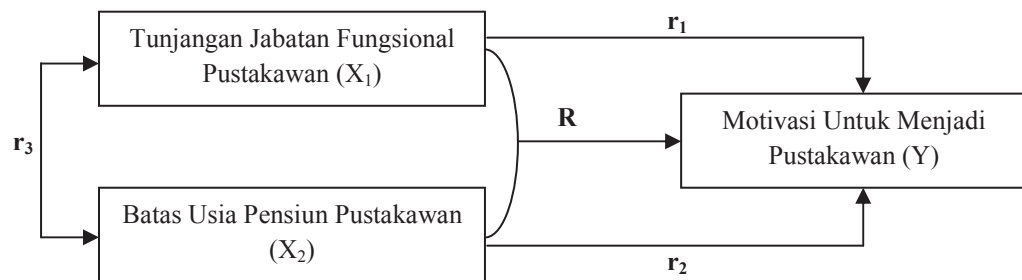 r₁
Tunjangan Jabatan Fungsional
Pustakawan (X₁)
R
Motivasi Untuk Menjadi
Pustakawan (Y)
r₃
Batas Usia Pensiun Pustakawan
(X₂)
r₂